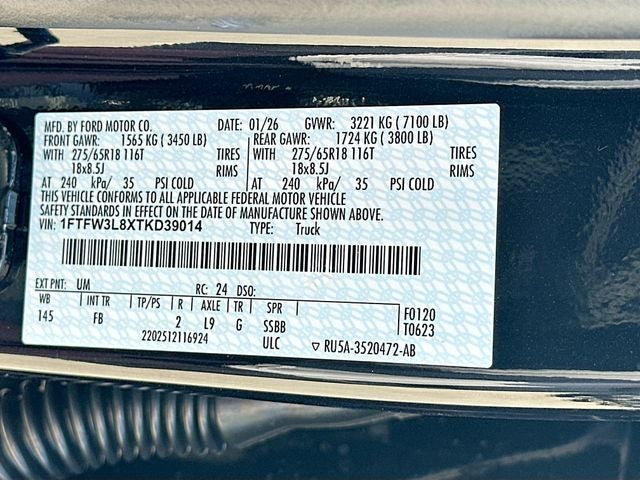 MFD. BY FORD MOTOR CO. DATE: 01/26 GVWR: 3221 KG ( 7100 LB)
FRONT GAWR: 1565 KG ( 3450 LB) REAR GAWR: 1724 KG ( 3800 LB)
WITH 275/65R18 116T TIRES WITH 275/65R18 116T TIRES
18x8.5J RIMS 18x8.5J RIMS
AT 240 kPa/ 35 PSI COLD AT 240 kPa/ 35 PSI COLD
THIS VEHICLE CONFORMS TO ALL APPLICABLE FEDERAL MOTOR VEHICLE
SAFETY STANDARDS IN EFFECT ON THE DATE OF MANUFACTURE SHOWN ABOVE.
VIN: 1FTFW3L8XTKD39014 TYPE: Truck
EXT PNT: UM RC: 24 DSO:
WB INT TR TP/PS R AXLE TR SPR F0120
145 FB 2 L9 G SSBB T0623
2202512116924 ULC ▽ RU5A-3520472-AB